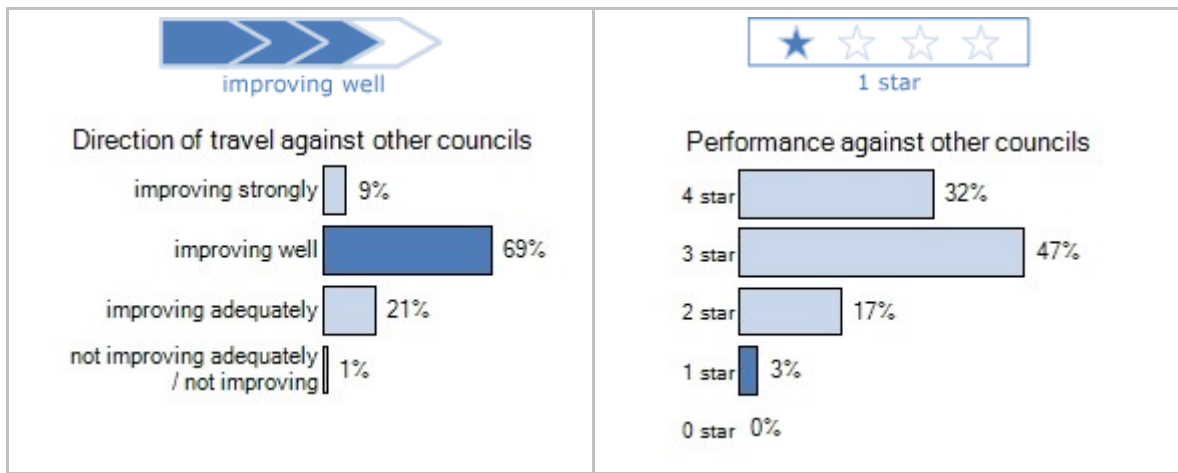 improving well
Direction of travel against other councils
improving strongly 9%
improving well 69%
improving adequately 21%
not improving adequately
/ not improving 1%
1 star
Performance against other councils
4 star 32%
3 star 47%
2 star 17%
1 star 3%
0 star 0%